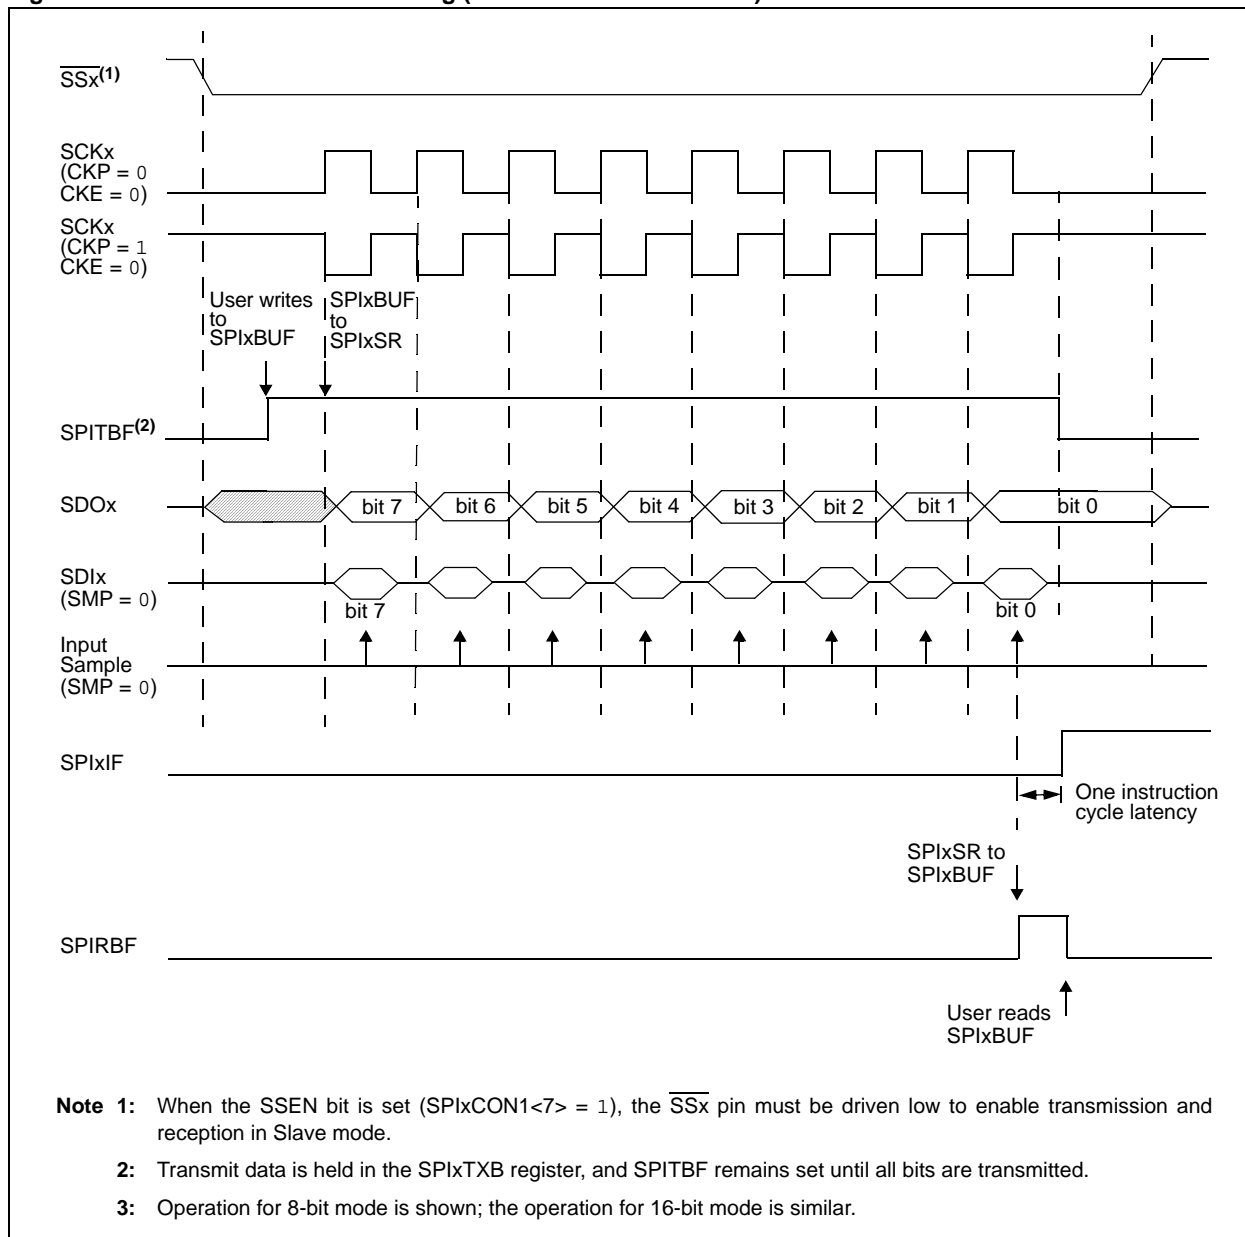 SSx(1)
SCKx
(CKP = 0
CKE = 0)
SCKx
(CKP = 1
CKE = 0)
User writes
to
SPIxBUF
SPIxBUF
to
SPIxSR
SPITBF(2)
SDOx
bit 7
bit 6
bit 5
bit 4
bit 3
bit 2
bit 1
bit 0
SDIx
(SMP = 0)
bit 7
bit 0
Input
Sample
(SMP = 0)
SPIxIF
One instruction
cycle latency
SPIxSR to
SPIxBUF
SPIRBF
User reads
SPIxBUF
Note 1: When the SSEN bit is set (SPIxCON1<7> = 1), the SSx pin must be driven low to enable transmission and
reception in Slave mode.
2: Transmit data is held in the SPIxTXB register, and SPITBF remains set until all bits are transmitted.
3: Operation for 8-bit mode is shown; the operation for 16-bit mode is similar.